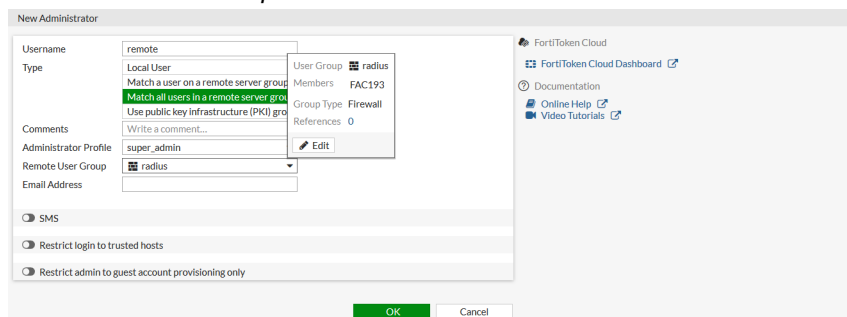 New Administrator
Username remote
Type Local User
Match a user on a remote server group
Match all users in a remote server grou
Use public key infrastructure (PKI) gro
Comments Write a comment...
Administrator Profile super_admin
Remote User Group radius
Email Address
SMS
Restrict login to trusted hosts
Restrict admin to guest account provisioning only
User Group radius
Members FAC193
Group Type Firewall
References 0
Edit
FortiToken Cloud
FortiToken Cloud Dashboard
Documentation
Online Help
Video Tutorials
OK Cancel